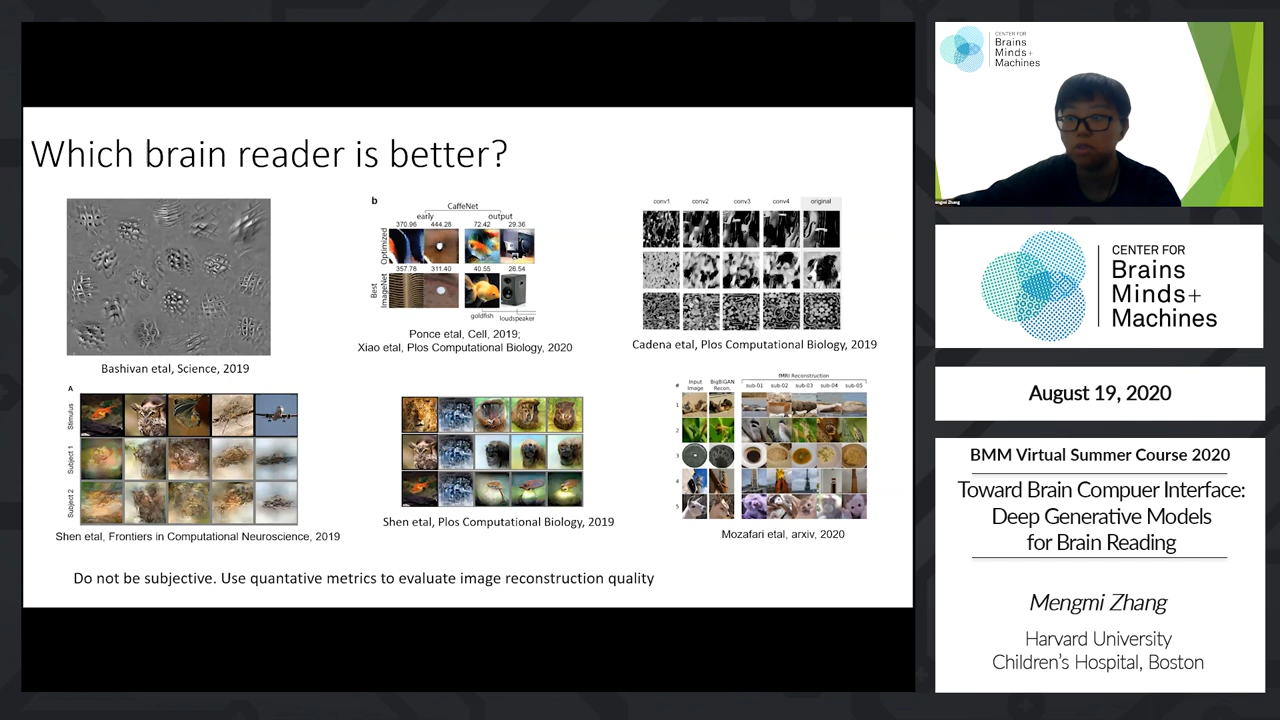 Which brain reader is better?
Bashivan etal, Science, 2019
b
CaffeNet
early output
370.96 444.28 72.42 29.36
Optimized
357.78 311.40 40.55 26.54
Best
ImageNet
goldfish loudspeaker
Ponce etal, Cell, 2019;
Xiao etal, Plos Computational Biology, 2020
conv1 conv2 conv3 conv4 original
Cadena etal, Plos Computational Biology, 2019
A
Stimulus
Subject 1
Subject 2
Shen etal, Frontiers in Computational Neuroscience, 2019
Shen etal, Plos Computational Biology, 2019
fMRI Reconstruction
# Input Image BigBiGAN Recon. sub-01 sub-02 sub-03 sub-04 sub-05
1
2
3
4
5
Mozafari etal, arxiv, 2020
Do not be subjective. Use quantative metrics to evaluate image reconstruction quality
CENTER FOR
Brains
Minds+
Machines
Mengmi Zhang
CENTER FOR
Brains
Minds+
Machines
August 19, 2020
BMM Virtual Summer Course 2020
Toward Brain Compuer Interface:
Deep Generative Models
for Brain Reading
Mengmi Zhang
Harvard University
Children's Hospital, Boston